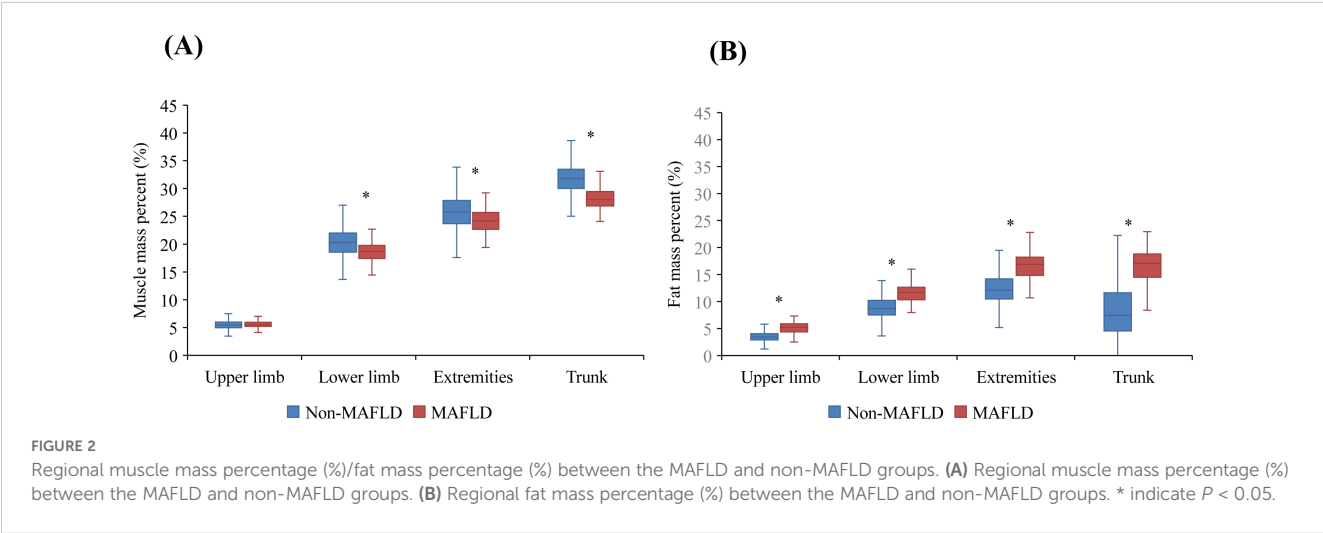 (A)
Muscle mass percent (%)
45
40
35
30
25
20
15
10
5
0
*
*
*
Upper limb
Lower limb
Extremities
Trunk
Non-MAFLD
MAFLD
(B)
Fat mass percent (%)
45
40
35
30
25
20
15
10
5
0
*
*
*
*
Upper limb
Lower limb
Extremities
Trunk
Non-MAFLD
MAFLD
FIGURE 2
Regional muscle mass percentage (%)/fat mass percentage (%) between the MAFLD and non-MAFLD groups. (A) Regional muscle mass percentage (%)
between the MAFLD and non-MAFLD groups. (B) Regional fat mass percentage (%) between the MAFLD and non-MAFLD groups. * indicate P < 0.05.